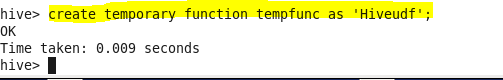 hive> create temporary function tempfunc as 'Hiveudf';
OK
Time taken: 0.009 seconds
hive>